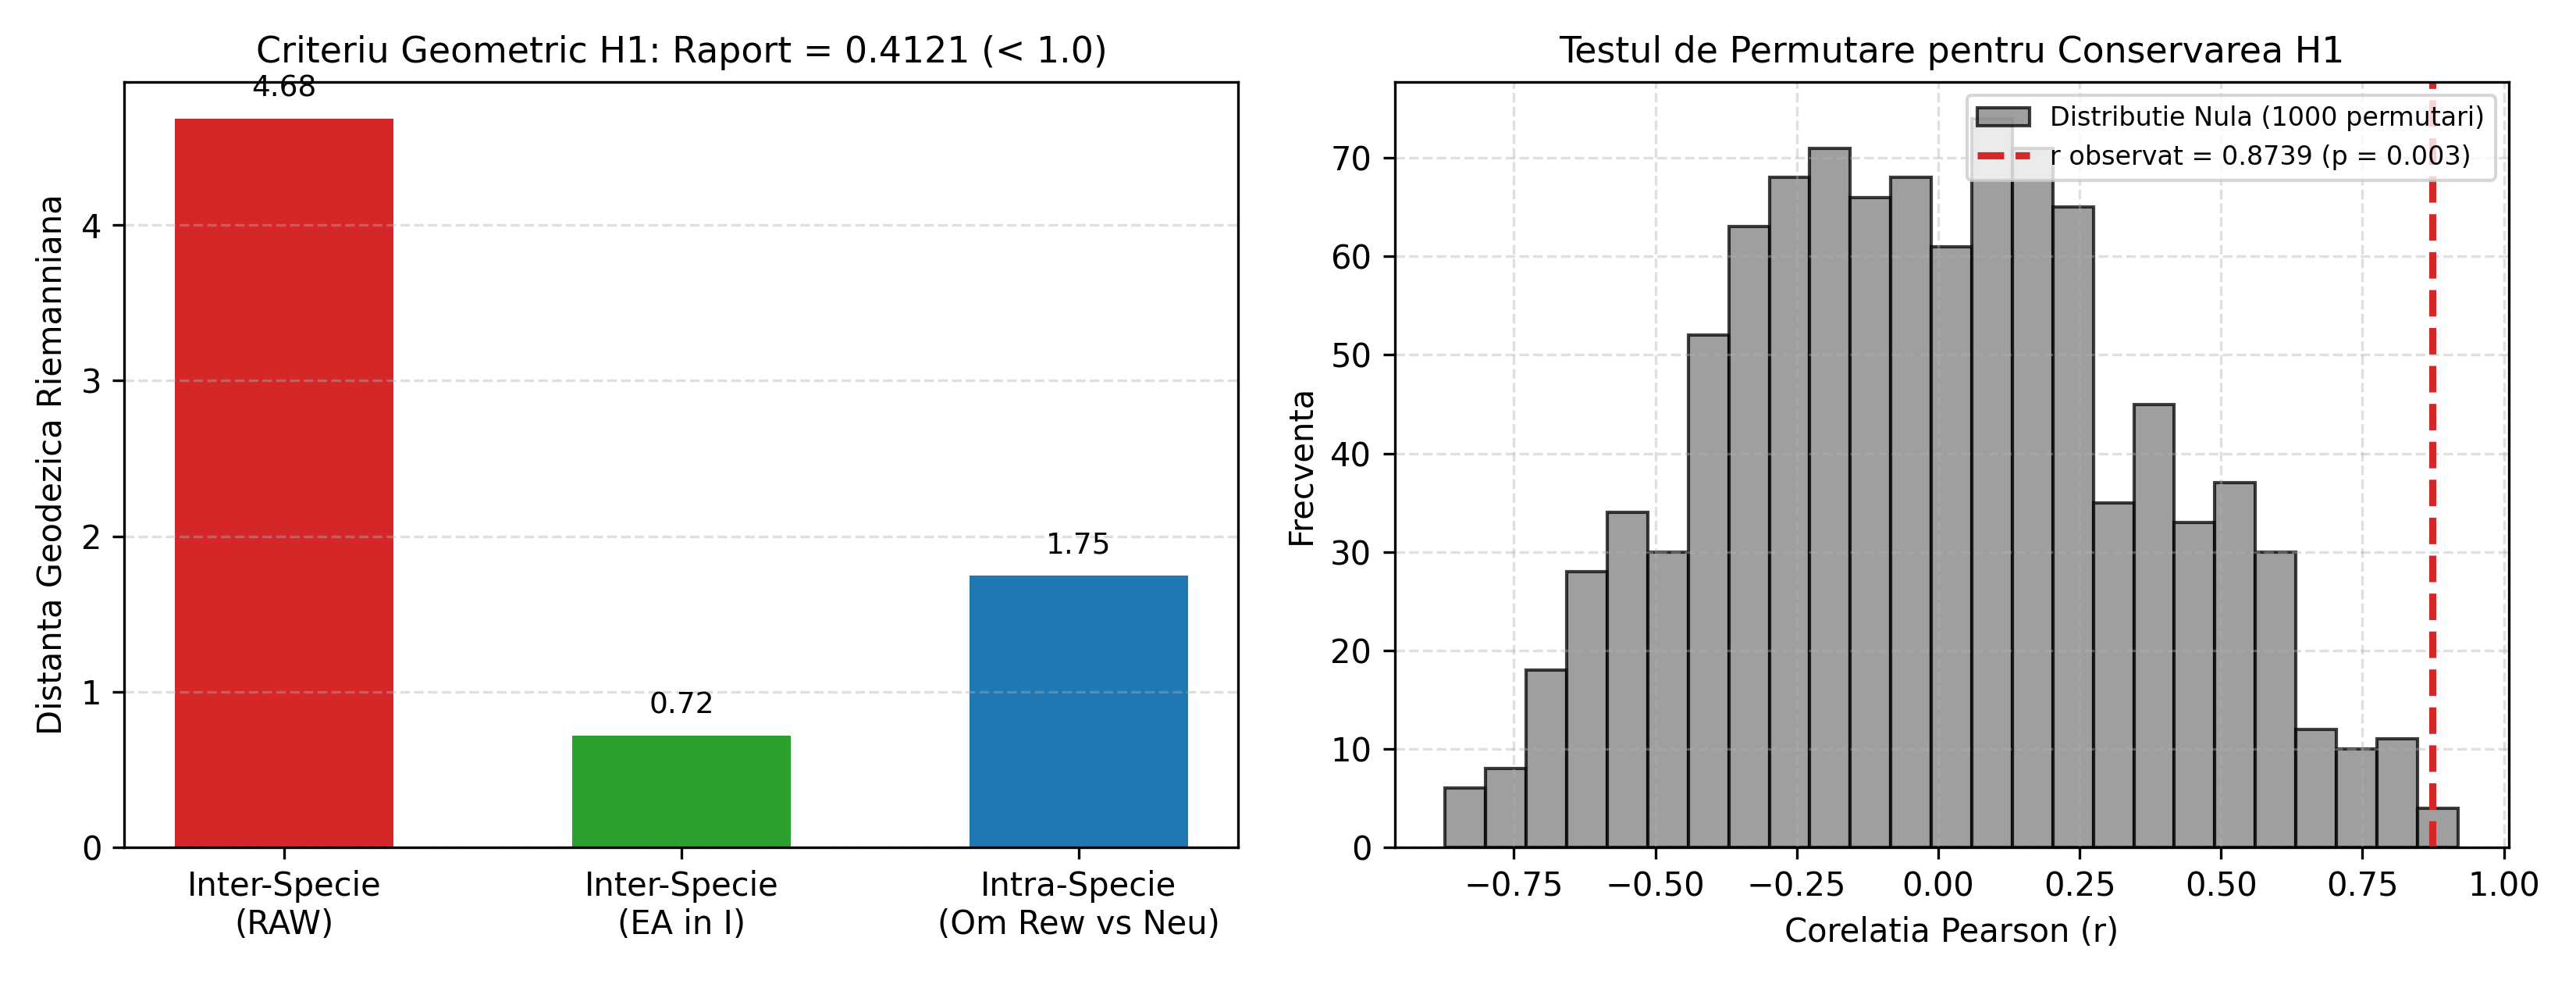 Criteriu Geometric H1: Raport = 0.4121 (< 1.0)
Distanta Geodezica Riemanniana
4
3
2
1
0
4.68
0.72
1.75
Inter-Specie
(RAW)
Inter-Specie
(EA in I)
Intra-Specie
(Om Rew vs Neu)
Testul de Permutare pentru Conservarea H1
Distributie Nula (1000 permutari)
r observat = 0.8739 (p = 0.003)
Frecventa
70
60
50
40
30
20
10
0
−0.75
−0.50
−0.25
0.00
0.25
0.50
0.75
1.00
Corelatia Pearson (r)